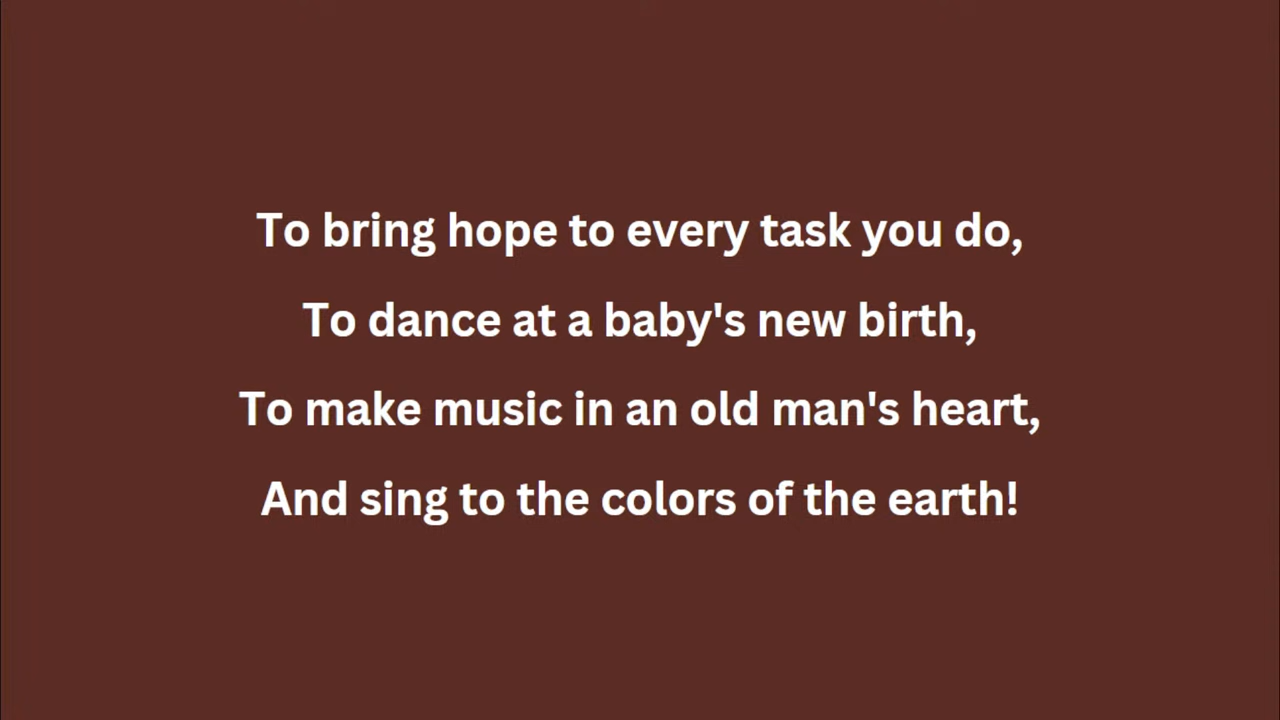 To bring hope to every task you do,
To dance at a baby's new birth,
To make music in an old man's heart,
And sing to the colors of the earth!